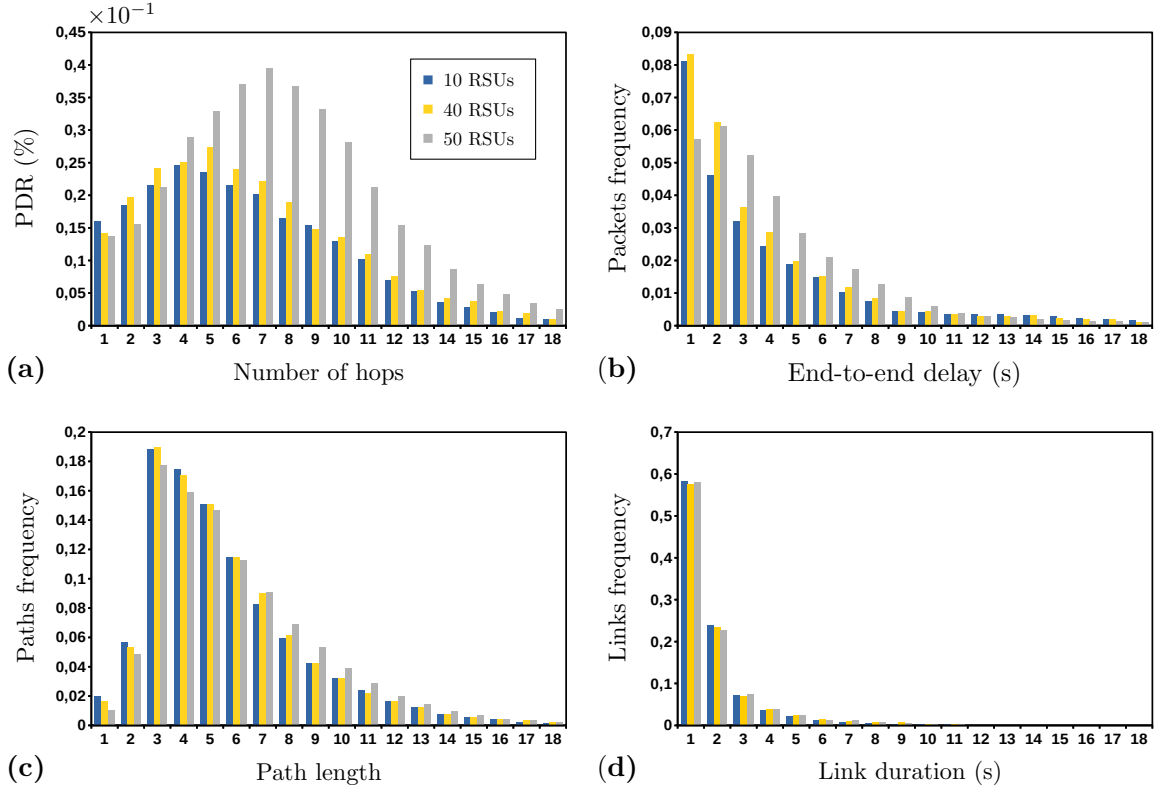 ×10⁻¹
0,45
0,4
0,35
0,3
0,25
0,2
0,15
0,1
0,05
0
PDR (%)
10 RSUs
40 RSUs
50 RSUs
1 2 3 4 5 6 7 8 9 10 11 12 13 14 15 16 17 18
(a)
Number of hops
0,09
0,08
0,07
0,06
0,05
0,04
0,03
0,02
0,01
0
Packets frequency
1 2 3 4 5 6 7 8 9 10 11 12 13 14 15 16 17 18
(b)
End-to-end delay (s)
0,2
0,18
0,16
0,14
0,12
0,1
0,08
0,06
0,04
0,02
0
Paths frequency
1 2 3 4 5 6 7 8 9 10 11 12 13 14 15 16 17 18
(c)
Path length
0,7
0,6
0,5
0,4
0,3
0,2
0,1
0
Links frequency
1 2 3 4 5 6 7 8 9 10 11 12 13 14 15 16 17 18
(d)
Link duration (s)